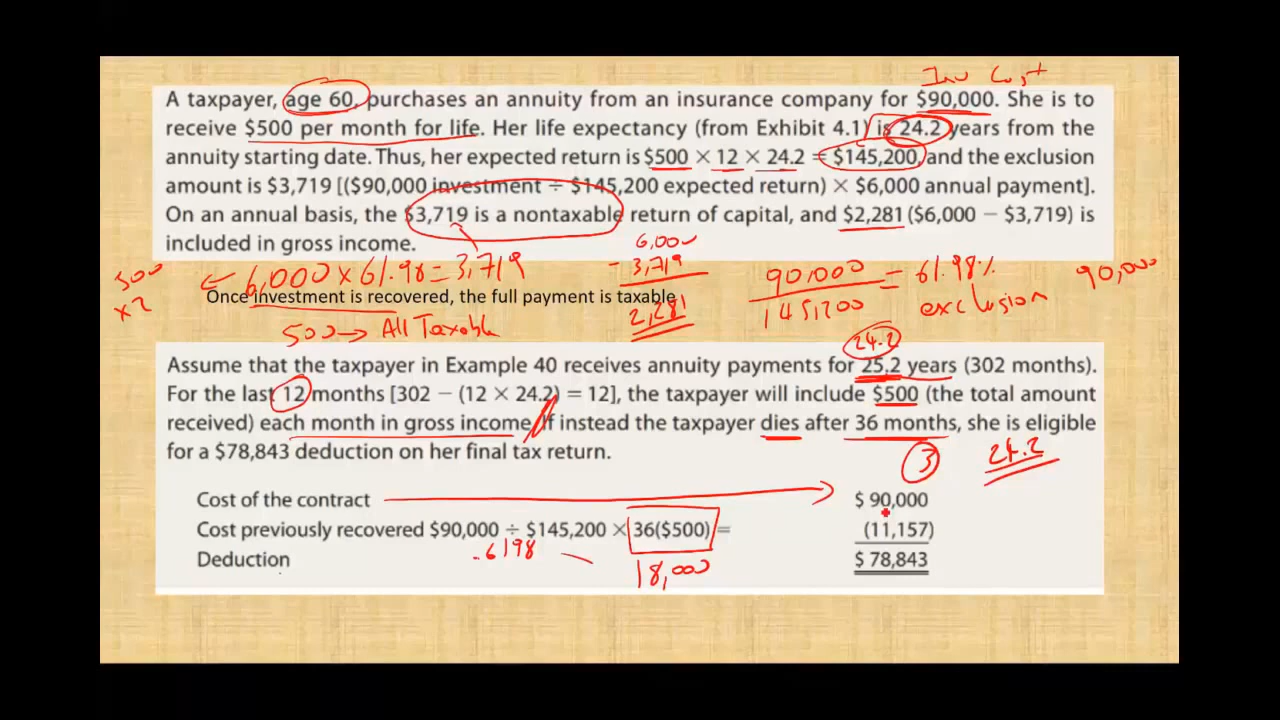 Inv Cost
A taxpayer, age 60, purchases an annuity from an insurance company for $90,000. She is to
receive $500 per month for life. Her life expectancy (from Exhibit 4.1) is 24.2 years from the
annuity starting date. Thus, her expected return is $500 × 12 × 24.2 = $145,200, and the exclusion
amount is $3,719 [($90,000 investment ÷ $145,200 expected return) × $6,000 annual payment].
On an annual basis, the $3,719 is a nontaxable return of capital, and $2,281 ($6,000 − $3,719) is
included in gross income.
6,000
- 3,719
2,281
500
x2
6,000 x 61.98 = 3,719
90,000
145,200
= 61.98%
exclusion
90,000
Once investment is recovered, the full payment is taxable
500 → All Taxable
24.2
Assume that the taxpayer in Example 40 receives annuity payments for 25.2 years (302 months).
For the last 12 months [302 − (12 × 24.2) = 12], the taxpayer will include $500 (the total amount
received) each month in gross income. If instead the taxpayer dies after 36 months, she is eligible
for a $78,843 deduction on her final tax return.
3
24.2
Cost of the contract $ 90,000
Cost previously recovered $90,000 ÷ $145,200 × 36($500) = (11,157)
Deduction $ 78,843
.6198
18,000